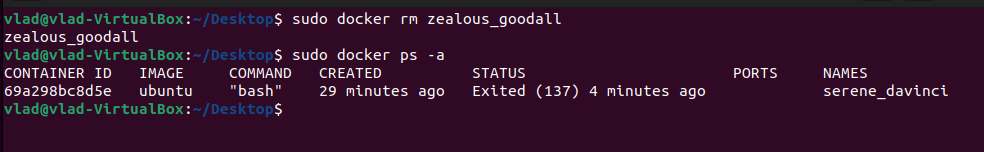 vlad@vlad-VirtualBox:~/Desktop$ sudo docker rm zealous_goodall
zealous_goodall
vlad@vlad-VirtualBox:~/Desktop$ sudo docker ps -a
CONTAINER ID   IMAGE     COMMAND   CREATED          STATUS                       PORTS     NAMES
69a298bc8d5e   ubuntu    "bash"    29 minutes ago   Exited (137) 4 minutes ago             serene_davinci
vlad@vlad-VirtualBox:~/Desktop$